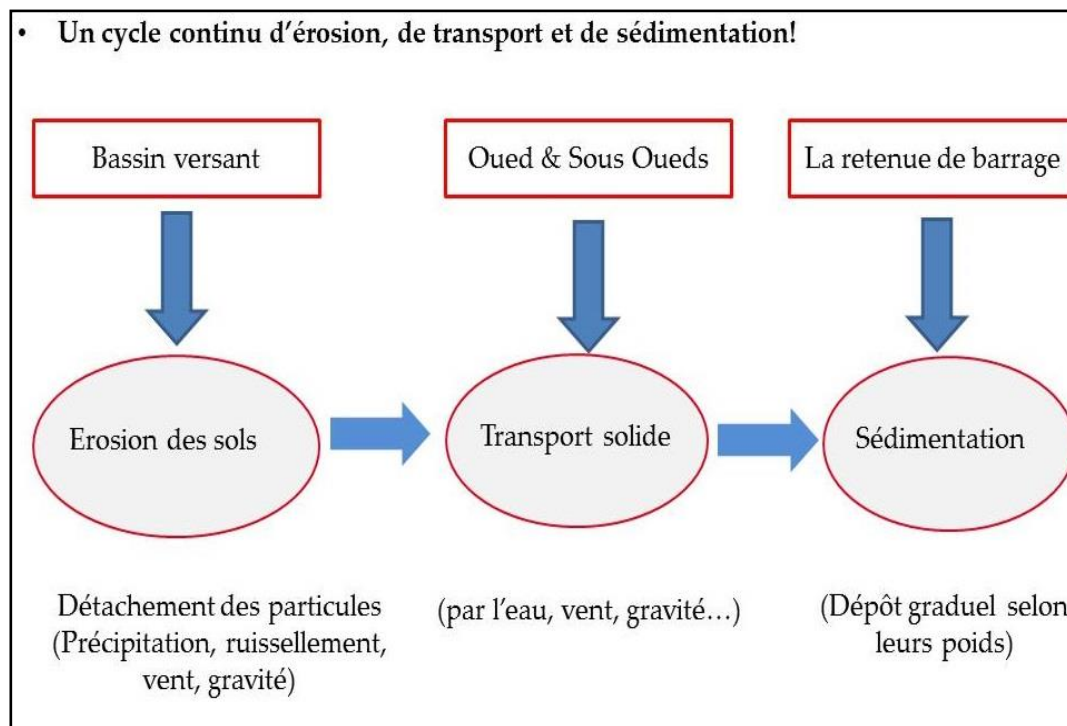 • Un cycle continu d’érosion, de transport et de sédimentation!
Bassin versant
Oued & Sous Oueds
La retenue de barrage
Erosion des sols
Transport solide
Sédimentation
Détachement des particules
(Précipitation, ruissellement,
vent, gravité)
(par l’eau, vent, gravité…)
(Dépôt graduel selon
leurs poids)